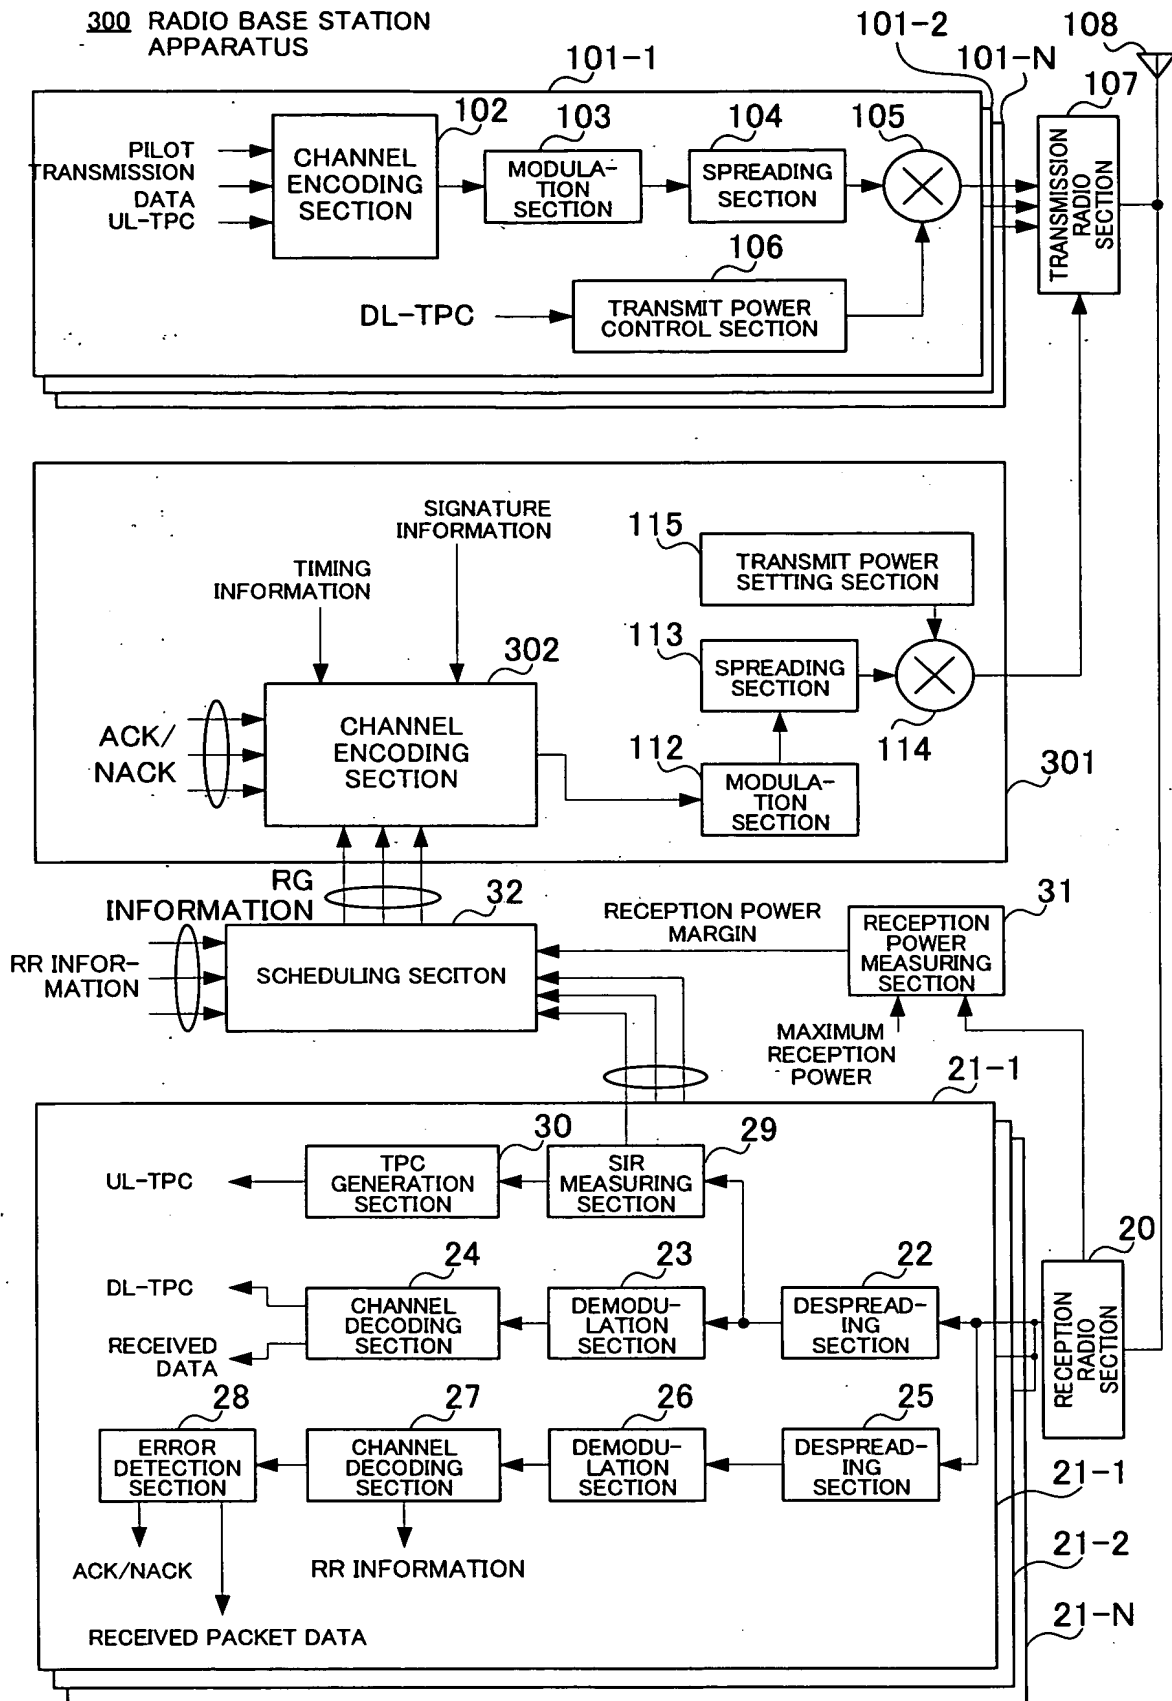 300 RADIO BASE STATION
APPARATUS
101-1
101-2
101-N
108
107
102
103
104
105
PILOT
TRANSMISSION
DATA
UL-TPC
CHANNEL
ENCODING
SECTION
MODULA-
TION
SECTION
SPREADING
SECTION
TRANSMISSION
RADIO
SECTION
106
DL-TPC
TRANSMIT POWER
CONTROL SECTION
SIGNATURE
INFORMATION
TIMING
INFORMATION
115
TRANSMIT POWER
SETTING SECTION
302
113
SPREADING
SECTION
114
ACK/
NACK
CHANNEL
ENCODING
SECTION
112
MODULA-
TION
SECTION
301
RG
INFORMATION
32
RECEPTION POWER
MARGIN
31
RECEPTION
POWER
MEASURING
SECTION
RR INFOR-
MATION
SCHEDULING SECITON
MAXIMUM
RECEPTION
POWER
21-1
30
29
UL-TPC
TPC
GENERATION
SECTION
SIR
MEASURING
SECTION
20
24
23
22
DL-TPC
RECEIVED
DATA
CHANNEL
DECODING
SECTION
DEMODU-
LATION
SECTION
DESPREAD-
ING
SECTION
RECEPTION
RADIO
SECTION
28
27
26
25
ERROR
DETECTION
SECTION
CHANNEL
DECODING
SECTION
DEMODU-
LATION
SECTION
DESPREAD-
ING
SECTION
21-1
ACK/NACK
RR INFORMATION
21-2
RECEIVED PACKET DATA
21-N